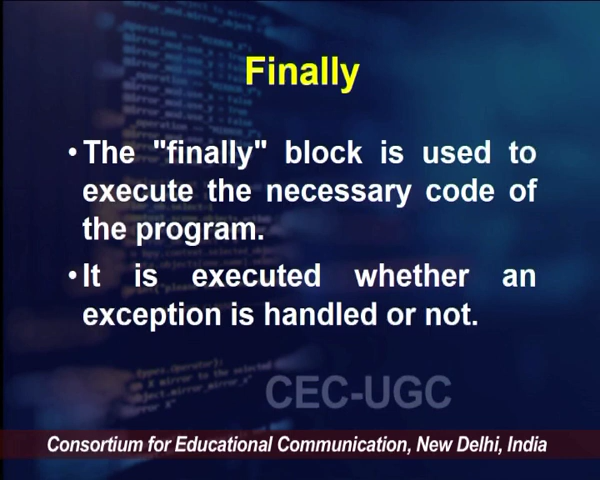 Finally
• The "finally" block is used to
execute the necessary code of
the program.
• It is executed whether an
exception is handled or not.
CEC-UGC
Consortium for Educational Communication, New Delhi, India